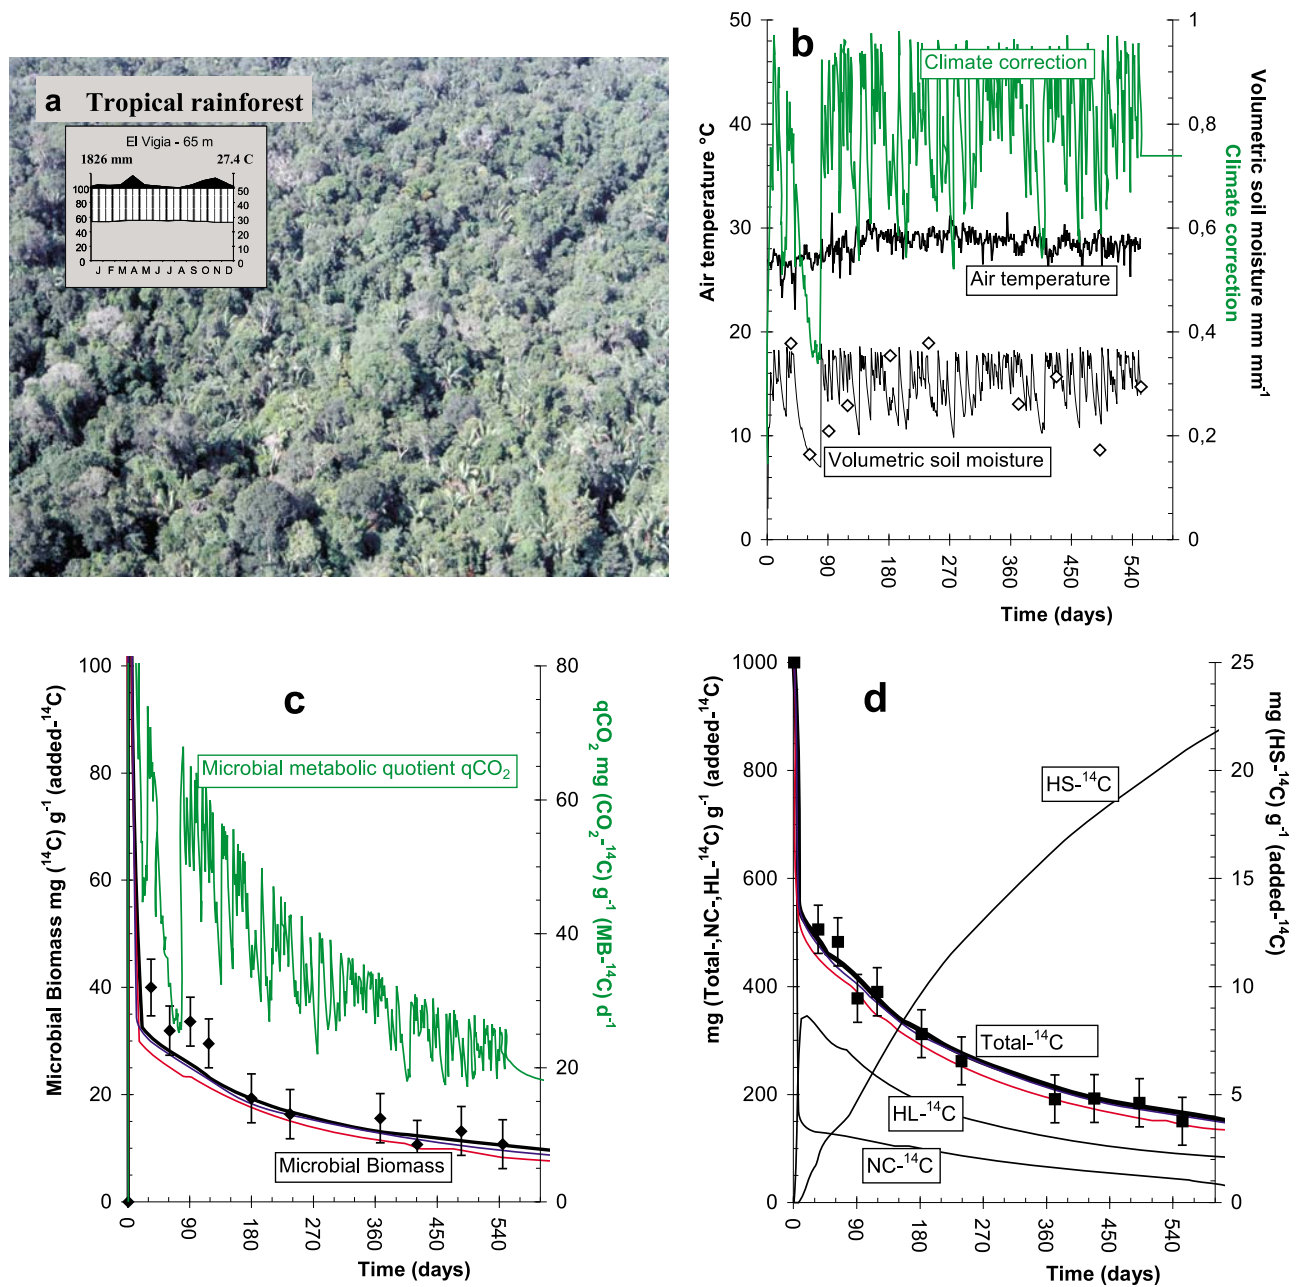 a Tropical rainforest
El Vigia - 65 m
1826 mm 27.4 C
100 50
80 40
60 30
40 20
20 10
0 0
J F M A M J J A S O N D
b
Climate correction
Air temperature
Volumetric soil moisture
50
40
30
20
10
0
1
0,8
0,6
0,4
0,2
0
0 90 180 270 360 450 540
Air temperature °C
Climate correction
Volumetric soil moisture mm mm⁻¹
Time (days)
c
Microbial metabolic quotient qCO₂
Microbial Biomass
100
80
60
40
20
0
80
60
40
20
0
0 90 180 270 360 450 540
Microbial Biomass mg (¹⁴C) g⁻¹ (added-¹⁴C)
qCO₂ mg (CO₂-¹⁴C) g⁻¹ (MB-¹⁴C) d⁻¹
Time (days)
d
HS-¹⁴C
Total-¹⁴C
HL-¹⁴C
NC-¹⁴C
1000
800
600
400
200
0
25
20
15
10
5
0
0 90 180 270 360 450 540
mg (Total-,NC-,HL-¹⁴C) g⁻¹ (added-¹⁴C)
mg (HS-¹⁴C) g⁻¹ (added-¹⁴C)
Time (days)